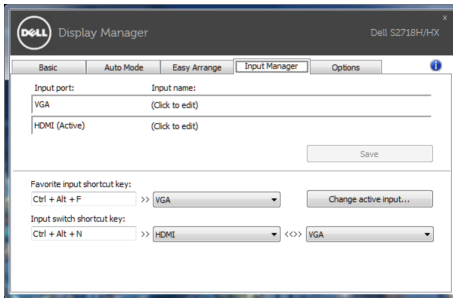 ×
DELL Display Manager Dell S2718H/HX
Basic Auto Mode Easy Arrange Input Manager Options i
Input port: Input name:
VGA (Click to edit)
HDMI (Active) (Click to edit)
Save
Favorite input shortcut key:
Ctrl + Alt + F >> VGA Change active input...
Input switch shortcut key:
Ctrl + Alt + N >> HDMI <<>> VGA